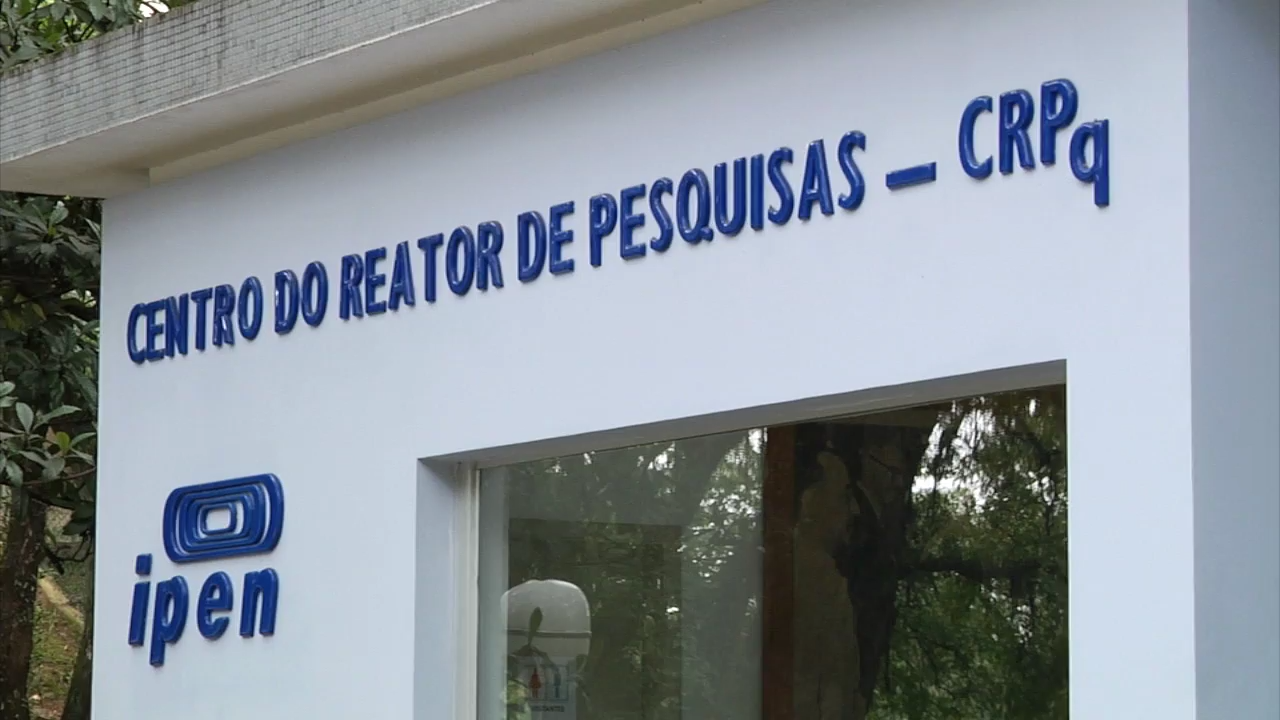 CENTRO DO REATOR DE PESQUISAS – CRPq
ipen